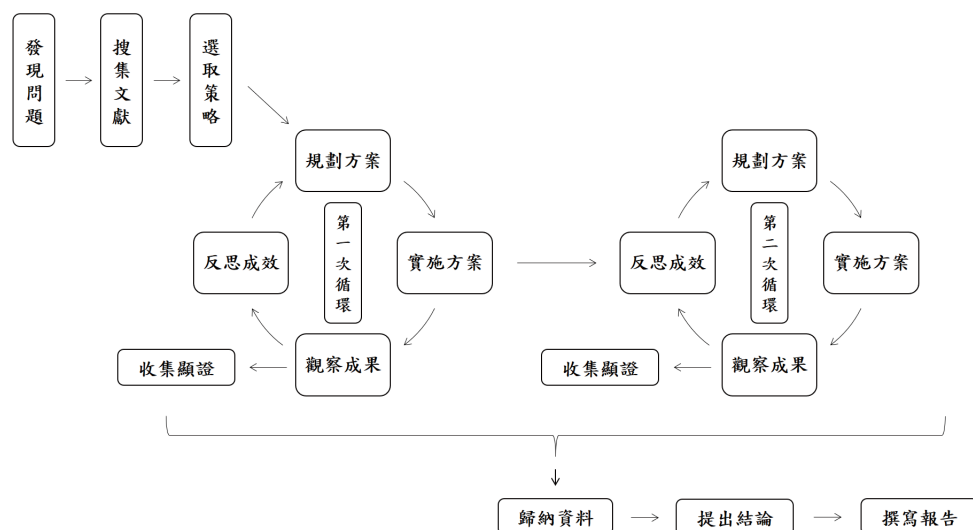 發現問題
搜集文獻
選取策略
規劃方案
實施方案
觀察成果
反思成效
第一次循環
收集顯證
規劃方案
實施方案
觀察成果
反思成效
第二次循環
收集顯證
歸納資料
提出結論
撰寫報告